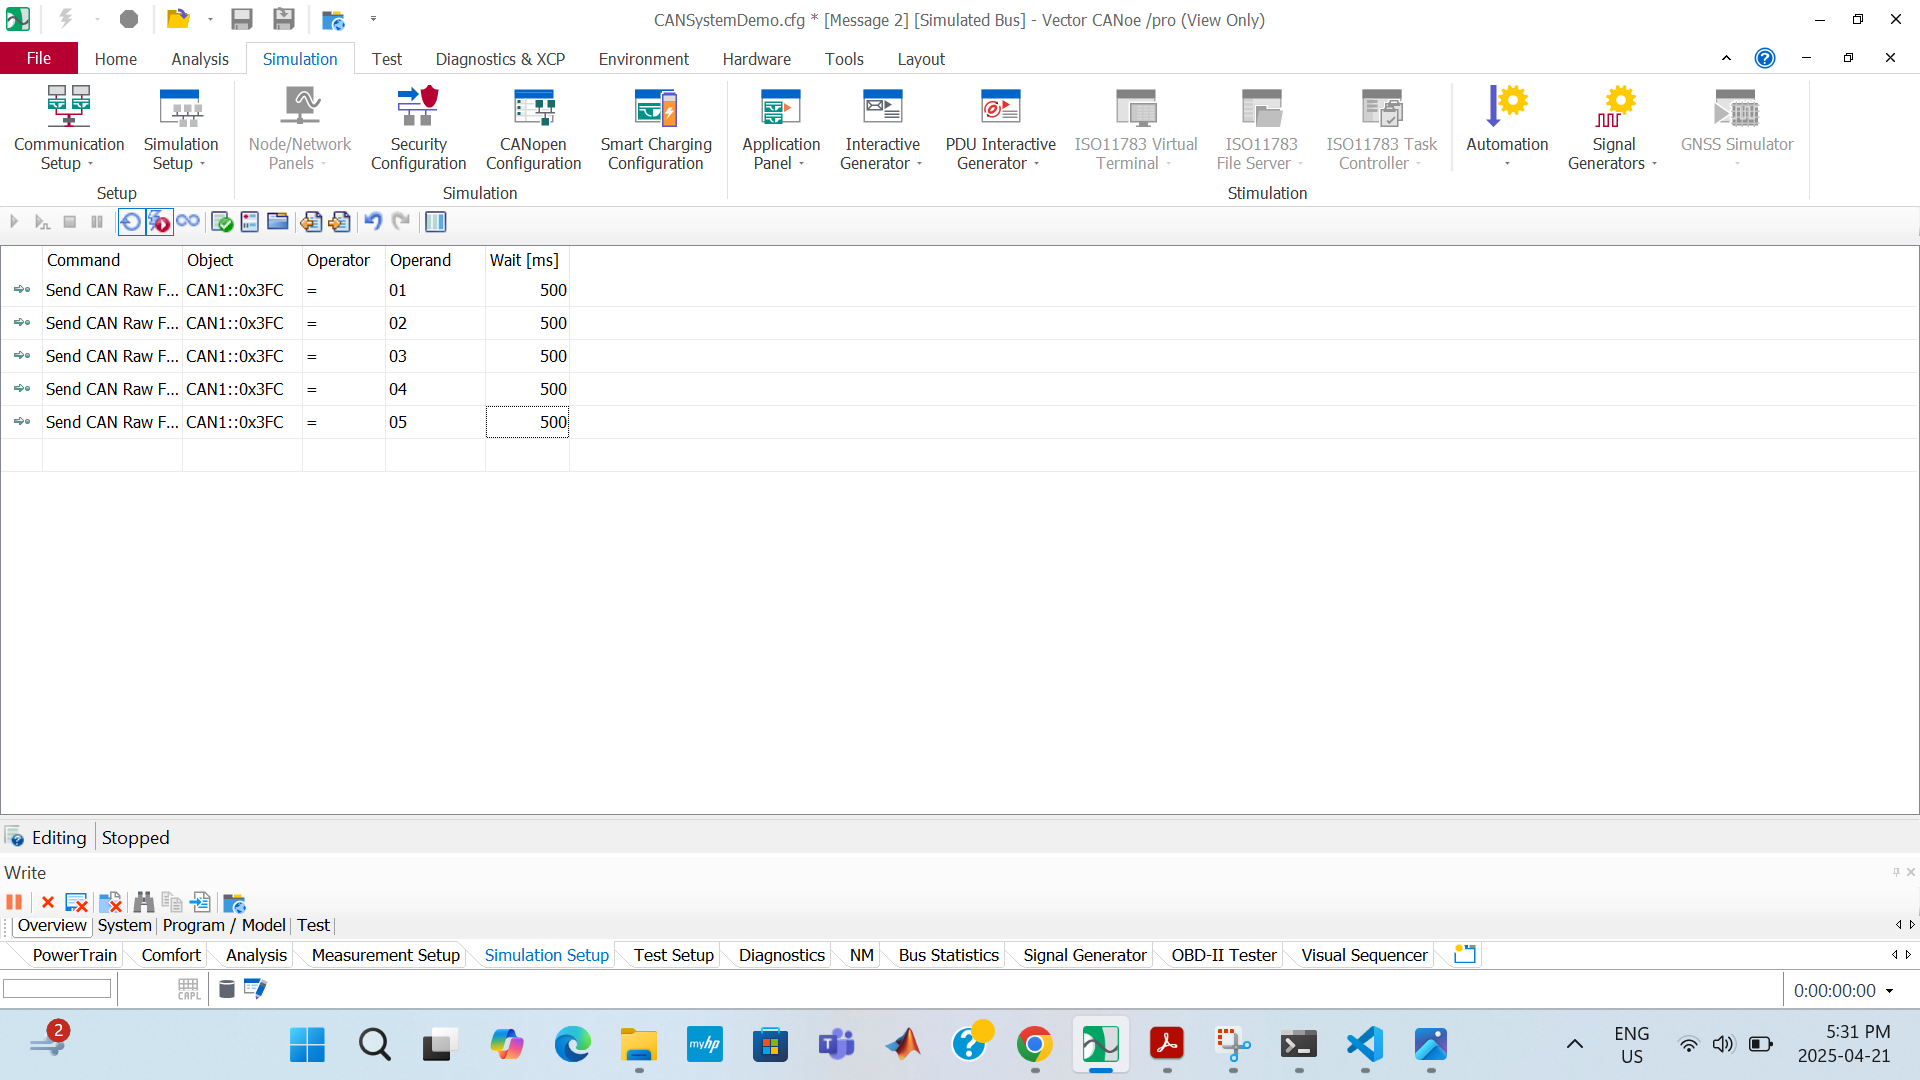 CANSystemDemo.cfg * [Message 2] [Simulated Bus] - Vector CANoe /pro (View Only)
File Home Analysis Simulation Test Diagnostics & XCP Environment Hardware Tools Layout
Communication Setup
Simulation Setup
Node/Network Panels
Security Configuration
CANopen Configuration
Smart Charging Configuration
Application Panel
Interactive Generator
PDU Interactive Generator
ISO11783 Virtual Terminal
ISO11783 File Server
ISO11783 Task Controller
Automation
Signal Generators
GNSS Simulator
Setup Simulation Stimulation
Command Object Operator Operand Wait [ms]
Send CAN Raw F... CAN1::0x3FC = 01 500
Send CAN Raw F... CAN1::0x3FC = 02 500
Send CAN Raw F... CAN1::0x3FC = 03 500
Send CAN Raw F... CAN1::0x3FC = 04 500
Send CAN Raw F... CAN1::0x3FC = 05 500
Editing Stopped
Write
Overview System Program / Model Test
PowerTrain Comfort Analysis Measurement Setup Simulation Setup Test Setup Diagnostics NM Bus Statistics Signal Generator OBD-II Tester Visual Sequencer
CAPL
0:00:00:00
2
myhp
ENG
US
5:31 PM
2025-04-21